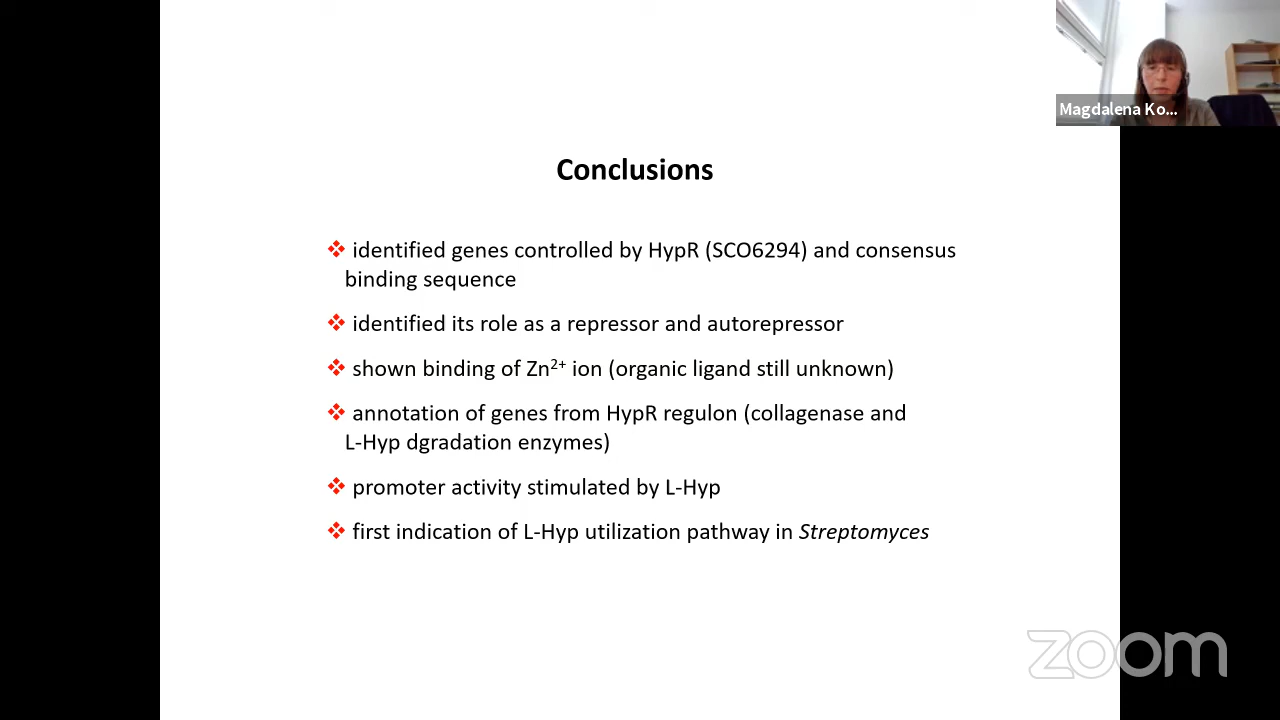 Magdalena Ko...
Conclusions
❖ identified genes controlled by HypR (SCO6294) and consensus
binding sequence
❖ identified its role as a repressor and autorepressor
❖ shown binding of Zn²⁺ ion (organic ligand still unknown)
❖ annotation of genes from HypR regulon (collagenase and
L-Hyp dgradation enzymes)
❖ promoter activity stimulated by L-Hyp
❖ first indication of L-Hyp utilization pathway in Streptomyces
zoom